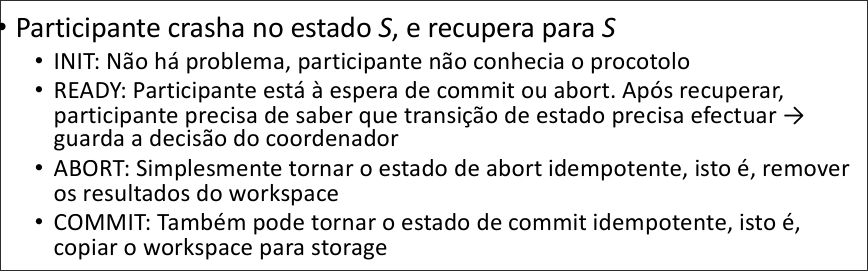 • Participante crasha no estado S, e recupera para S
• INIT: Não há problema, participante não conhecia o procotolo
• READY: Participante está à espera de commit ou abort. Após recuperar,
participante precisa de saber que transição de estado precisa efectuar →
guarda a decisão do coordenador
• ABORT: Simplesmente tornar o estado de abort idempotente, isto é, remover
os resultados do workspace
• COMMIT: Também pode tornar o estado de commit idempotente, isto é,
copiar o workspace para storage